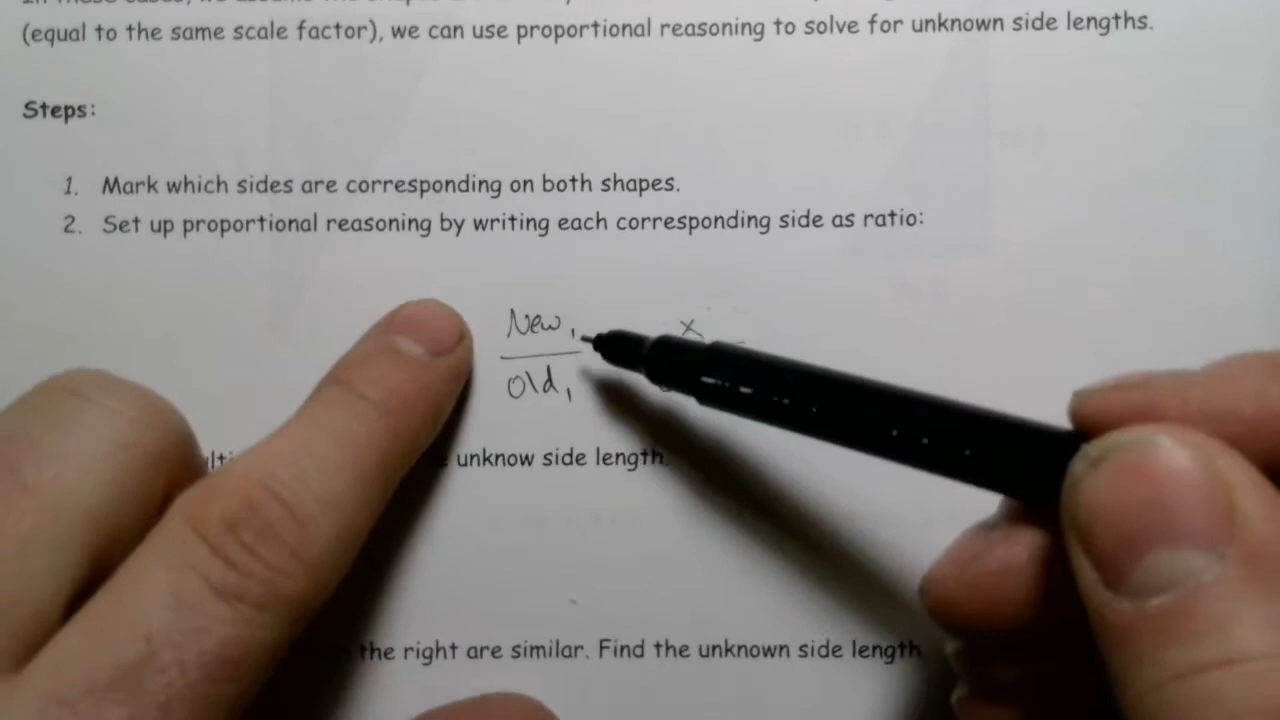 (equal to the same scale factor), we can use proportional reasoning to solve for unknown side lengths.
Steps:
1. Mark which sides are corresponding on both shapes.
2. Set up proportional reasoning by writing each corresponding side as ratio:
New₁ x
Old₁
unknow side length.
the right are similar. Find the unknown side length